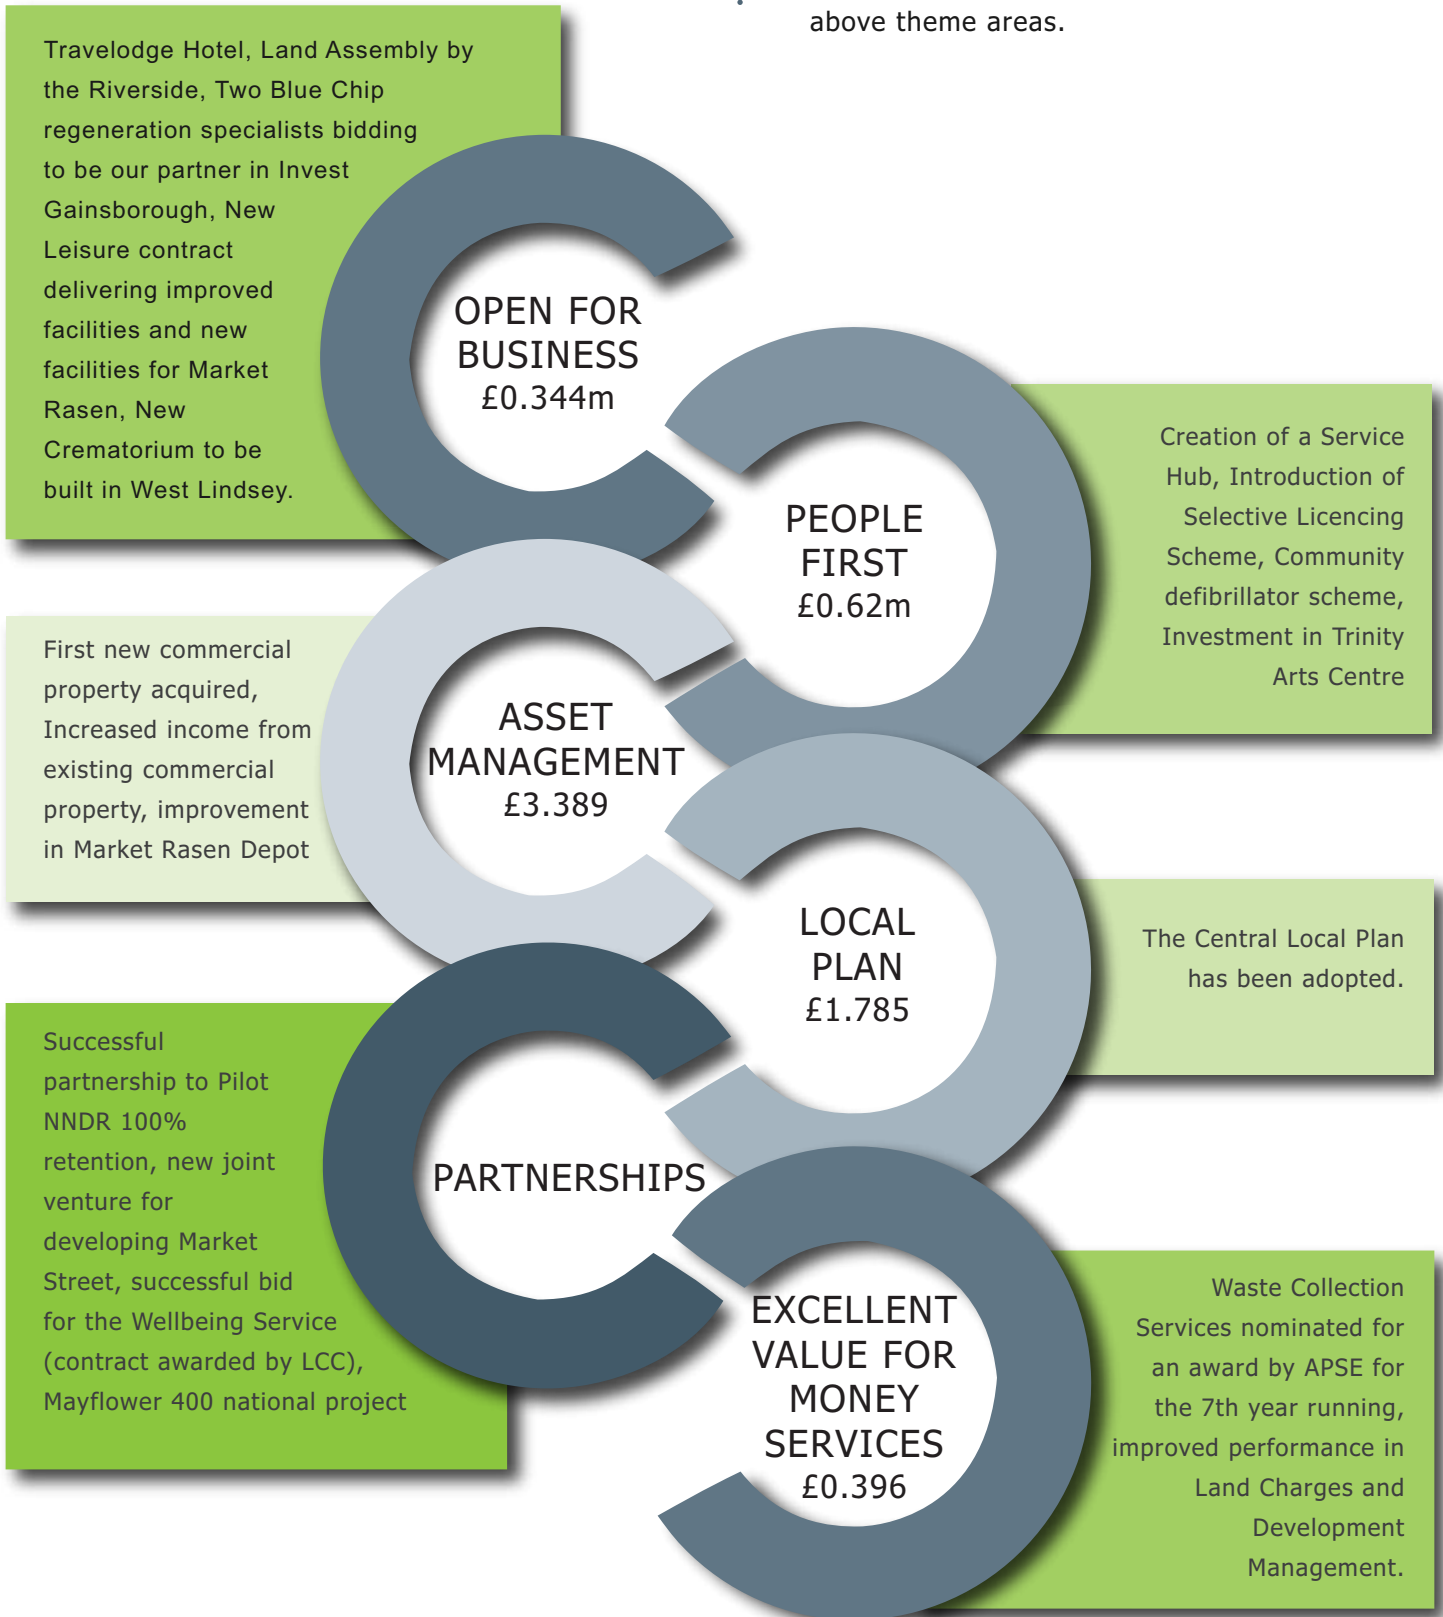 above theme areas.
Travelodge Hotel, Land Assembly by
the Riverside, Two Blue Chip
regeneration specialists bidding
to be our partner in Invest
Gainsborough, New
Leisure contract
delivering improved
facilities and new
facilities for Market
Rasen, New
Crematorium to be
built in West Lindsey.
OPEN FOR
BUSINESS
£0.344m
PEOPLE
FIRST
£0.62m
Creation of a Service
Hub, Introduction of
Selective Licencing
Scheme, Community
defibrillator scheme,
Investment in Trinity
Arts Centre
First new commercial
property acquired,
Increased income from
existing commercial
property, improvement
in Market Rasen Depot
ASSET
MANAGEMENT
£3.389
LOCAL
PLAN
£1.785
The Central Local Plan
has been adopted.
Successful
partnership to Pilot
NNDR 100%
retention, new joint
venture for
developing Market
Street, successful bid
for the Wellbeing Service
(contract awarded by LCC),
Mayflower 400 national project
PARTNERSHIPS
EXCELLENT
VALUE FOR
MONEY
SERVICES
£0.396
Waste Collection
Services nominated for
an award by APSE for
the 7th year running,
improved performance in
Land Charges and
Development
Management.